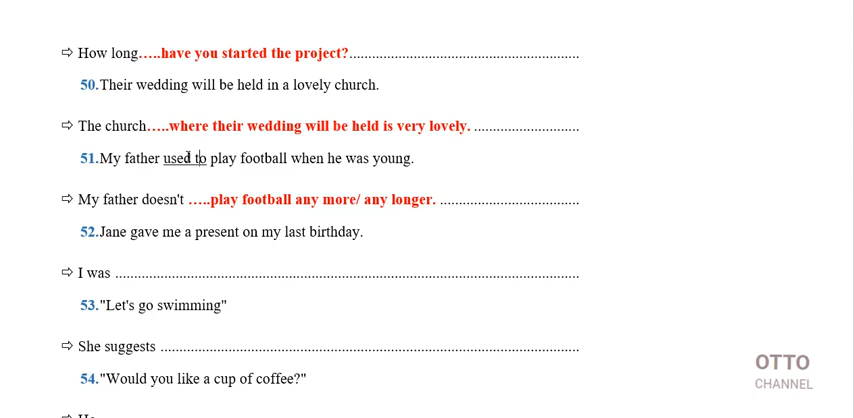 ⇨ How long…..have you started the project?............................................................
50.Their wedding will be held in a lovely church.
⇨ The church…..where their wedding will be held is very lovely. ...........................
51.My father used to play football when he was young.
⇨ My father doesn't …..play football any more/ any longer. ....................................
52.Jane gave me a present on my last birthday.
⇨ I was ..........................................................................................................................
53."Let's go swimming"
⇨ She suggests ..............................................................................................................
54."Would you like a cup of coffee?"
OTTO
CHANNEL